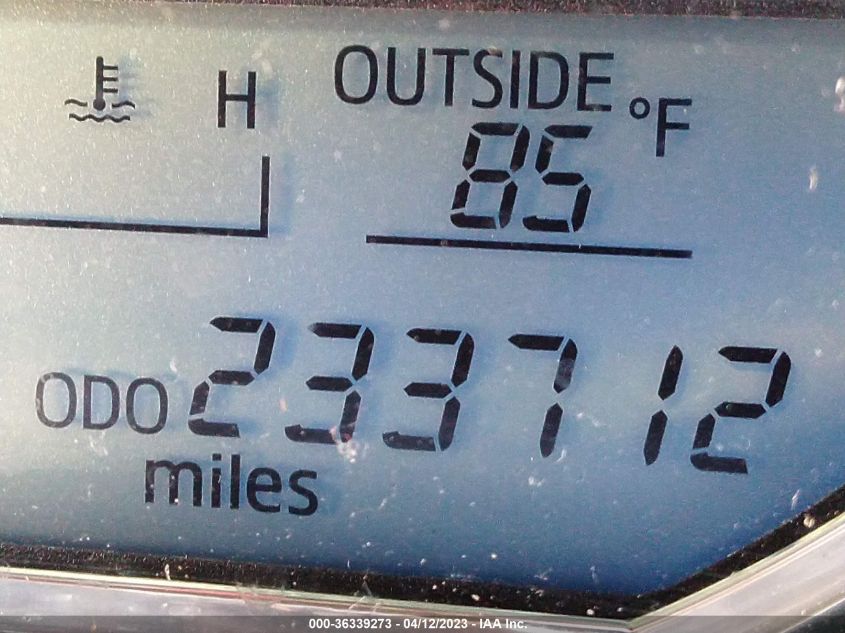 H
OUTSIDE
85 °F
ODO 233712
miles
000-36339273 - 04/12/2023 - IAA Inc.